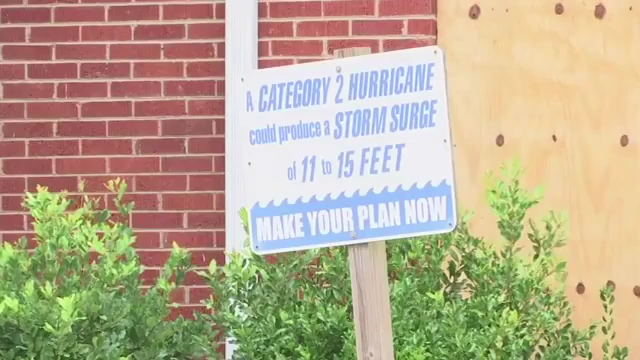 A CATEGORY 2 HURRICANE
could produce a STORM SURGE
of 11 to 15 FEET
MAKE YOUR PLAN NOW